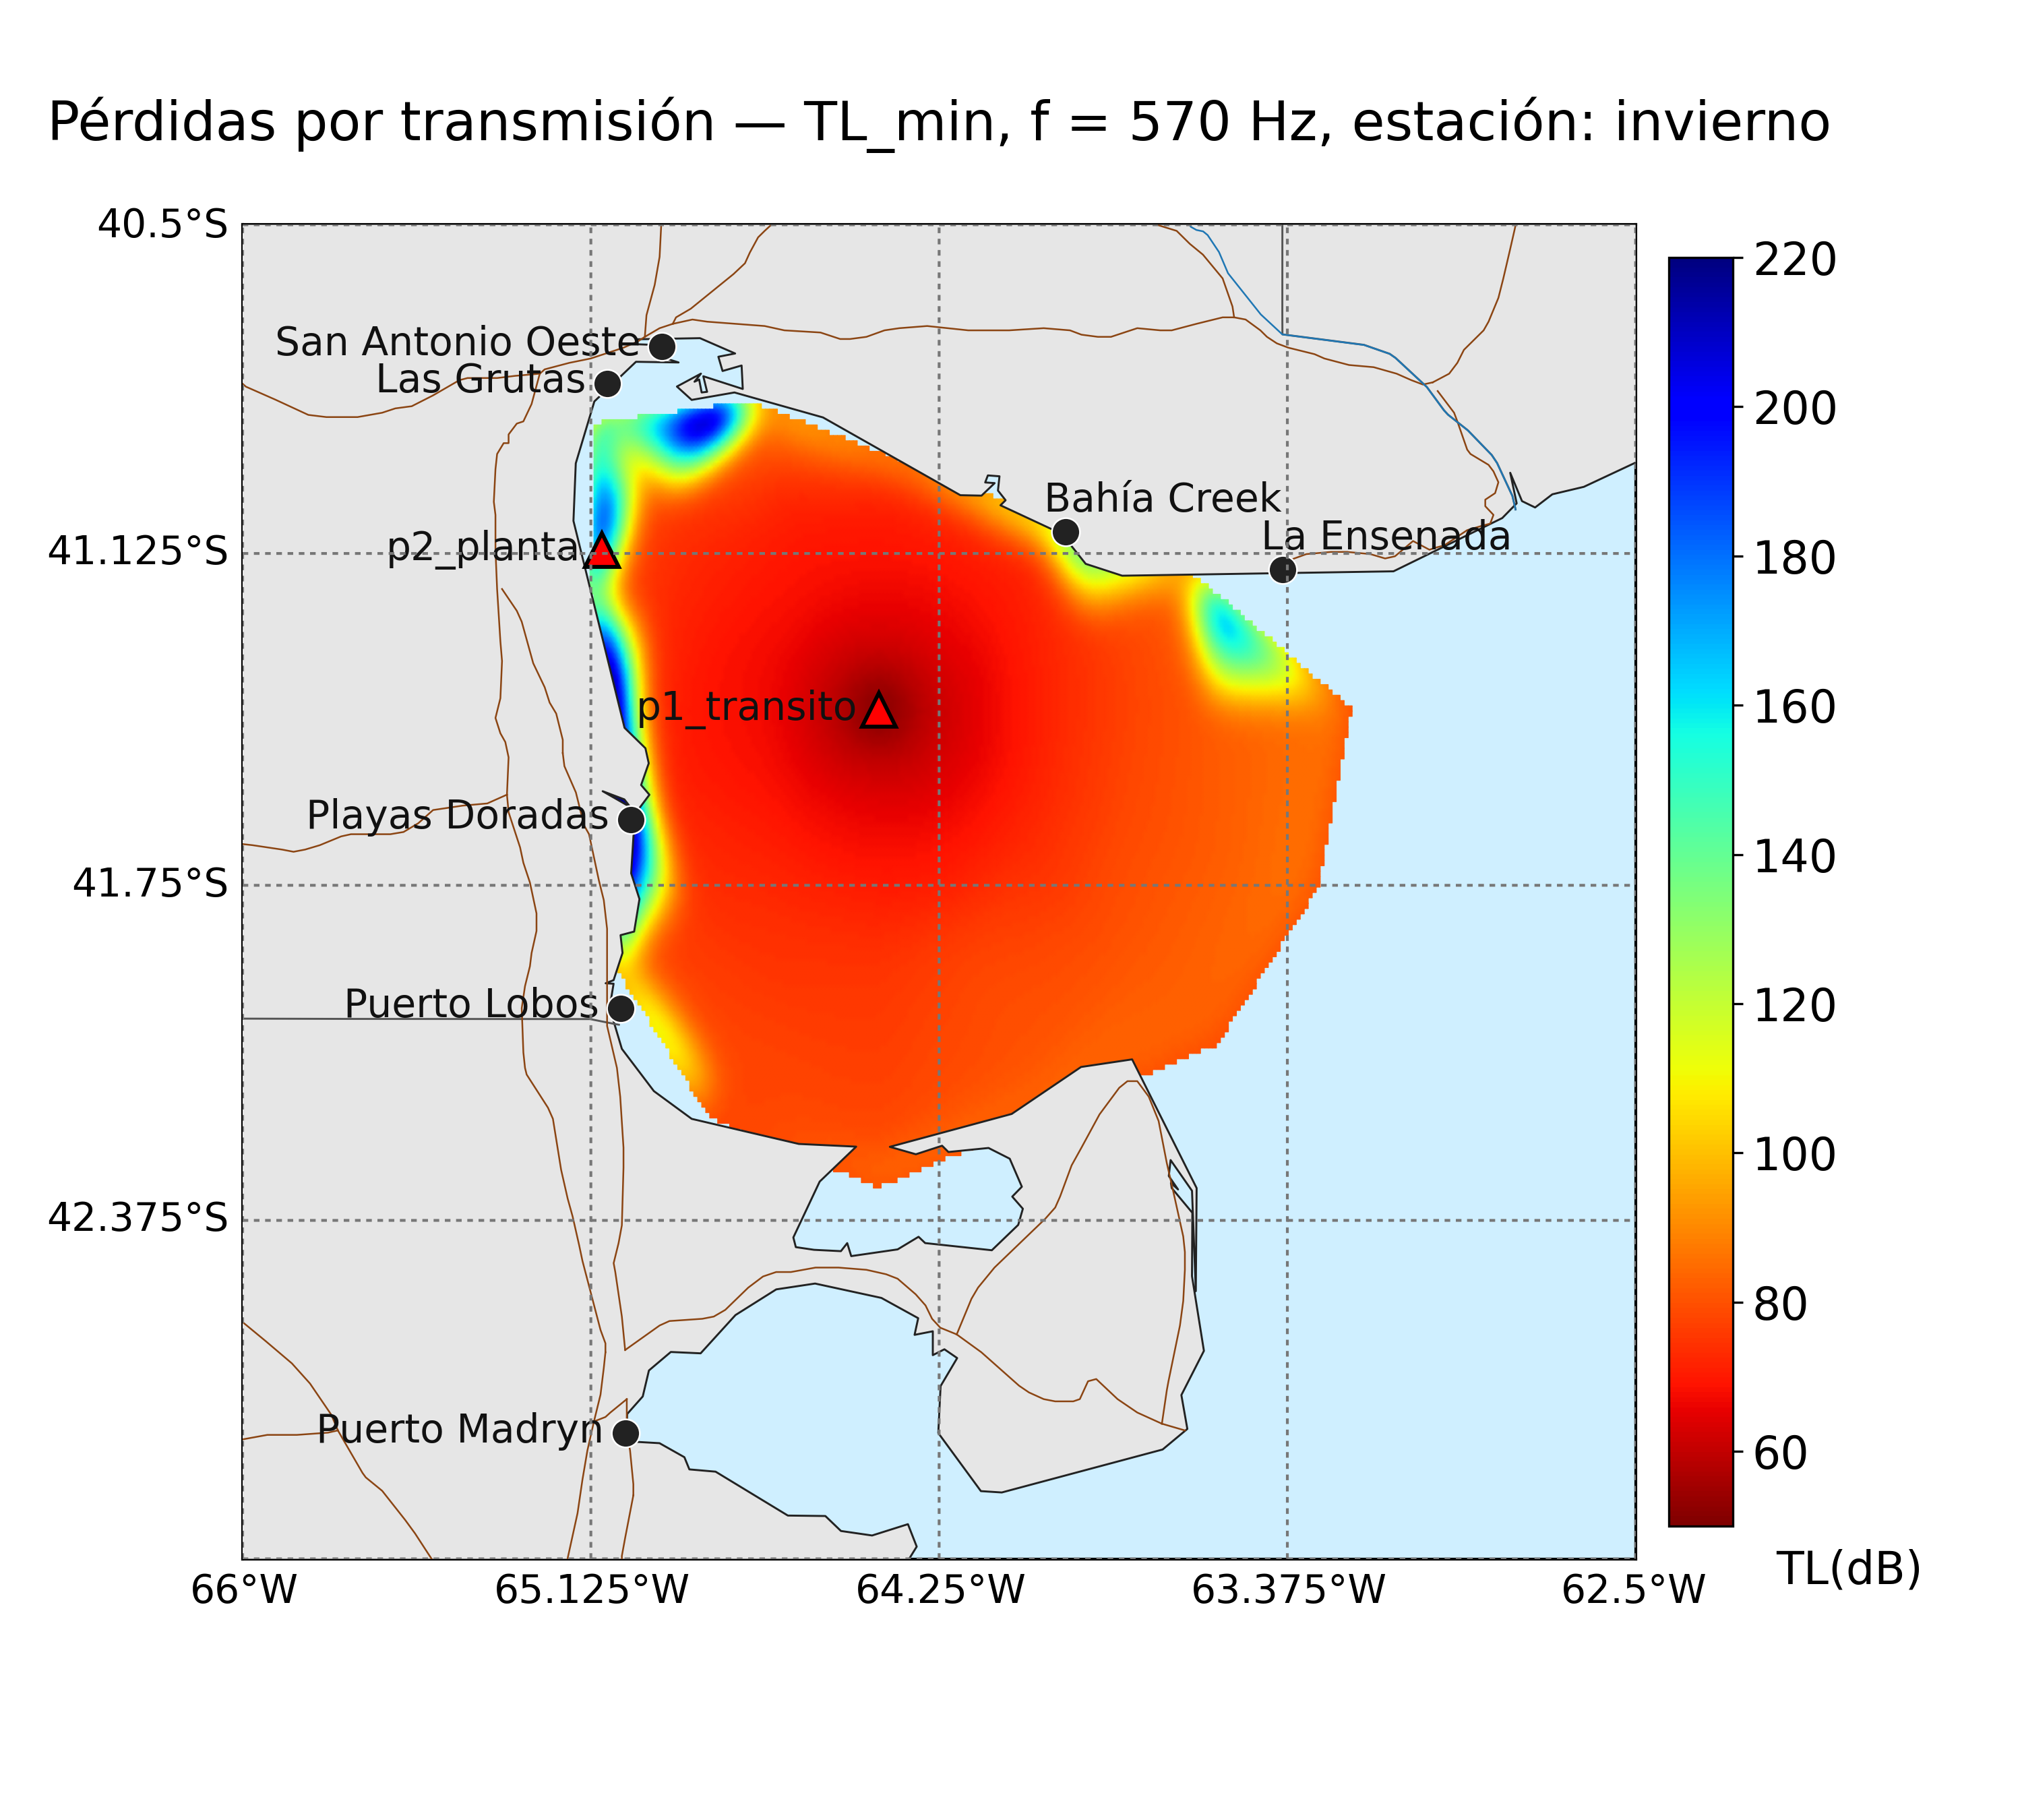 Pérdidas por transmisión — TL_min, f = 570 Hz, estación: invierno
40.5°S
220
San Antonio Oeste
Las Grutas
200
Bahía Creek
La Ensenada
p2_planta
41.125°S
180
p1_transito
160
Playas Doradas
140
41.75°S
Puerto Lobos
120
100
42.375°S
80
Puerto Madryn
60
TL(dB)
66°W
65.125°W
64.25°W
63.375°W
62.5°W